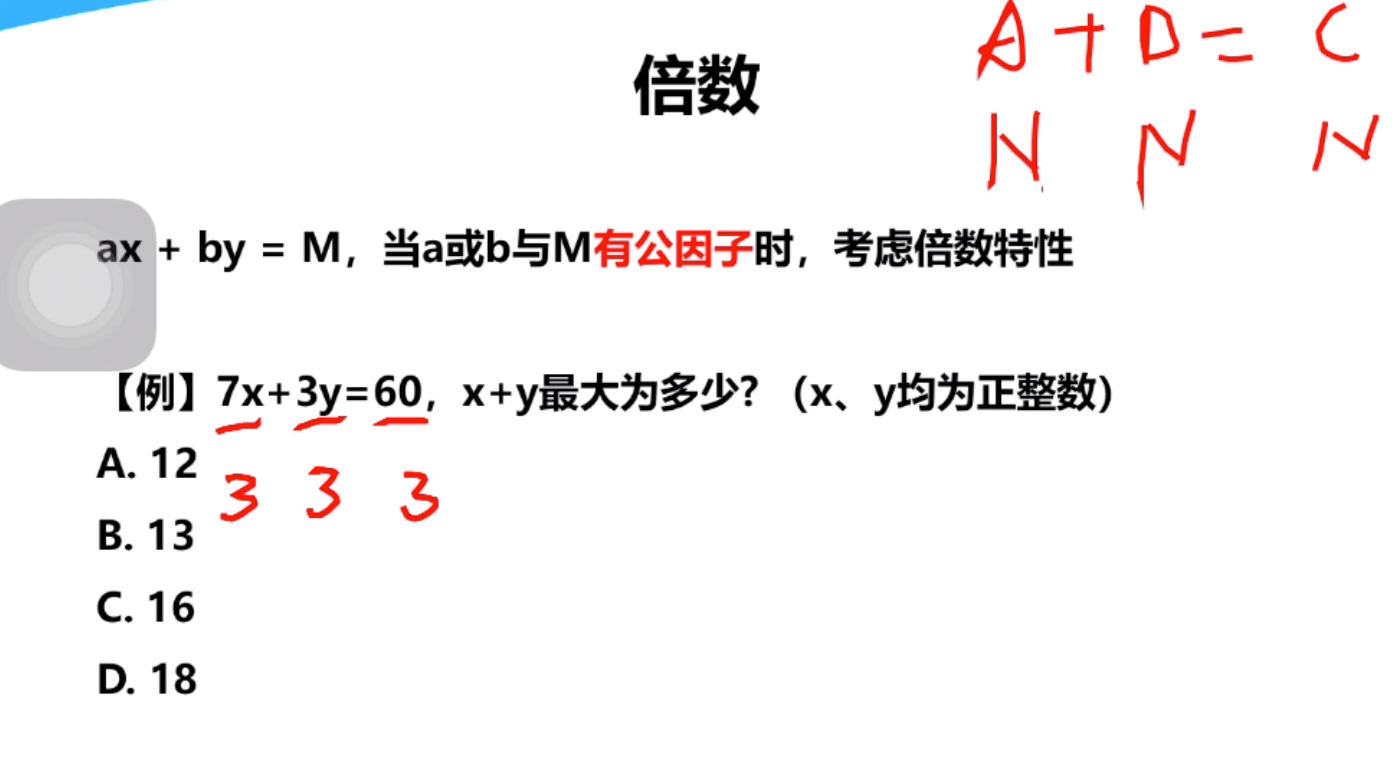 A + D = C
倍数
N N N
ax + by = M，当a或b与M有公因子时，考虑倍数特性
【例】7x+3y=60，x+y最大为多少？（x、y均为正整数）
A. 12
3 3 3
B. 13
C. 16
D. 18